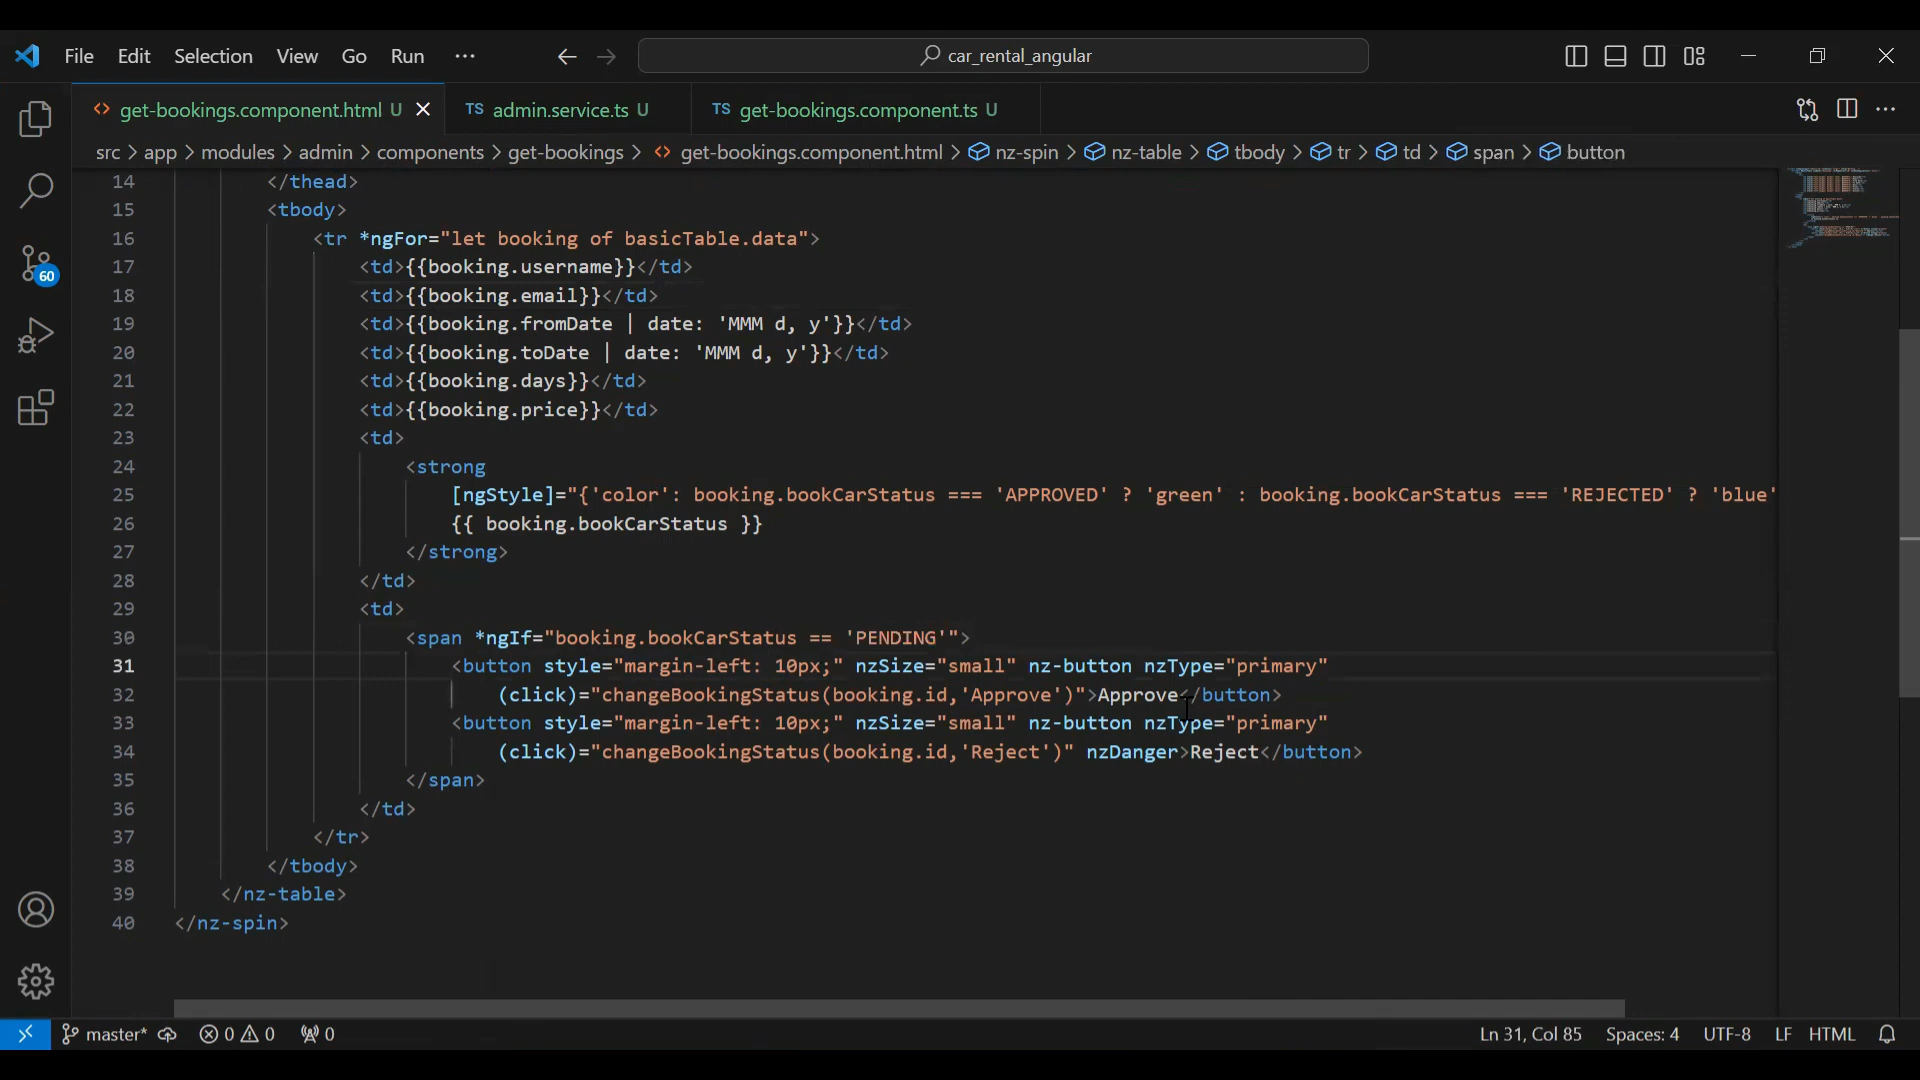 File Edit Selection View Go Run ··· car_rental_angular
get-bookings.component.html U TS admin.service.ts U TS get-bookings.component.ts U
src > app > modules > admin > components > get-bookings > get-bookings.component.html > nz-spin > nz-table > tbody > tr > td > span > button
14 </thead>
15 <tbody>
16 <tr *ngFor="let booking of basicTable.data">
17 <td>{{booking.username}}</td>
18 <td>{{booking.email}}</td>
19 <td>{{booking.fromDate | date: 'MMM d, y'}}</td>
20 <td>{{booking.toDate | date: 'MMM d, y'}}</td>
21 <td>{{booking.days}}</td>
22 <td>{{booking.price}}</td>
23 <td>
24 <strong
25 [ngStyle]="{'color': booking.bookCarStatus === 'APPROVED' ? 'green' : booking.bookCarStatus === 'REJECTED' ? 'blue'
26 {{ booking.bookCarStatus }}
27 </strong>
28 </td>
29 <td>
30 <span *ngIf="booking.bookCarStatus == 'PENDING'">
31 <button style="margin-left: 10px;" nzSize="small" nz-button nzType="primary"
32 (click)="changeBookingStatus(booking.id,'Approve')">Approve</button>
33 <button style="margin-left: 10px;" nzSize="small" nz-button nzType="primary"
34 (click)="changeBookingStatus(booking.id,'Reject')" nzDanger>Reject</button>
35 </span>
36 </td>
37 </tr>
38 </tbody>
39 </nz-table>
40 </nz-spin>
60
master* 0 0 0 Ln 31, Col 85 Spaces: 4 UTF-8 LF HTML